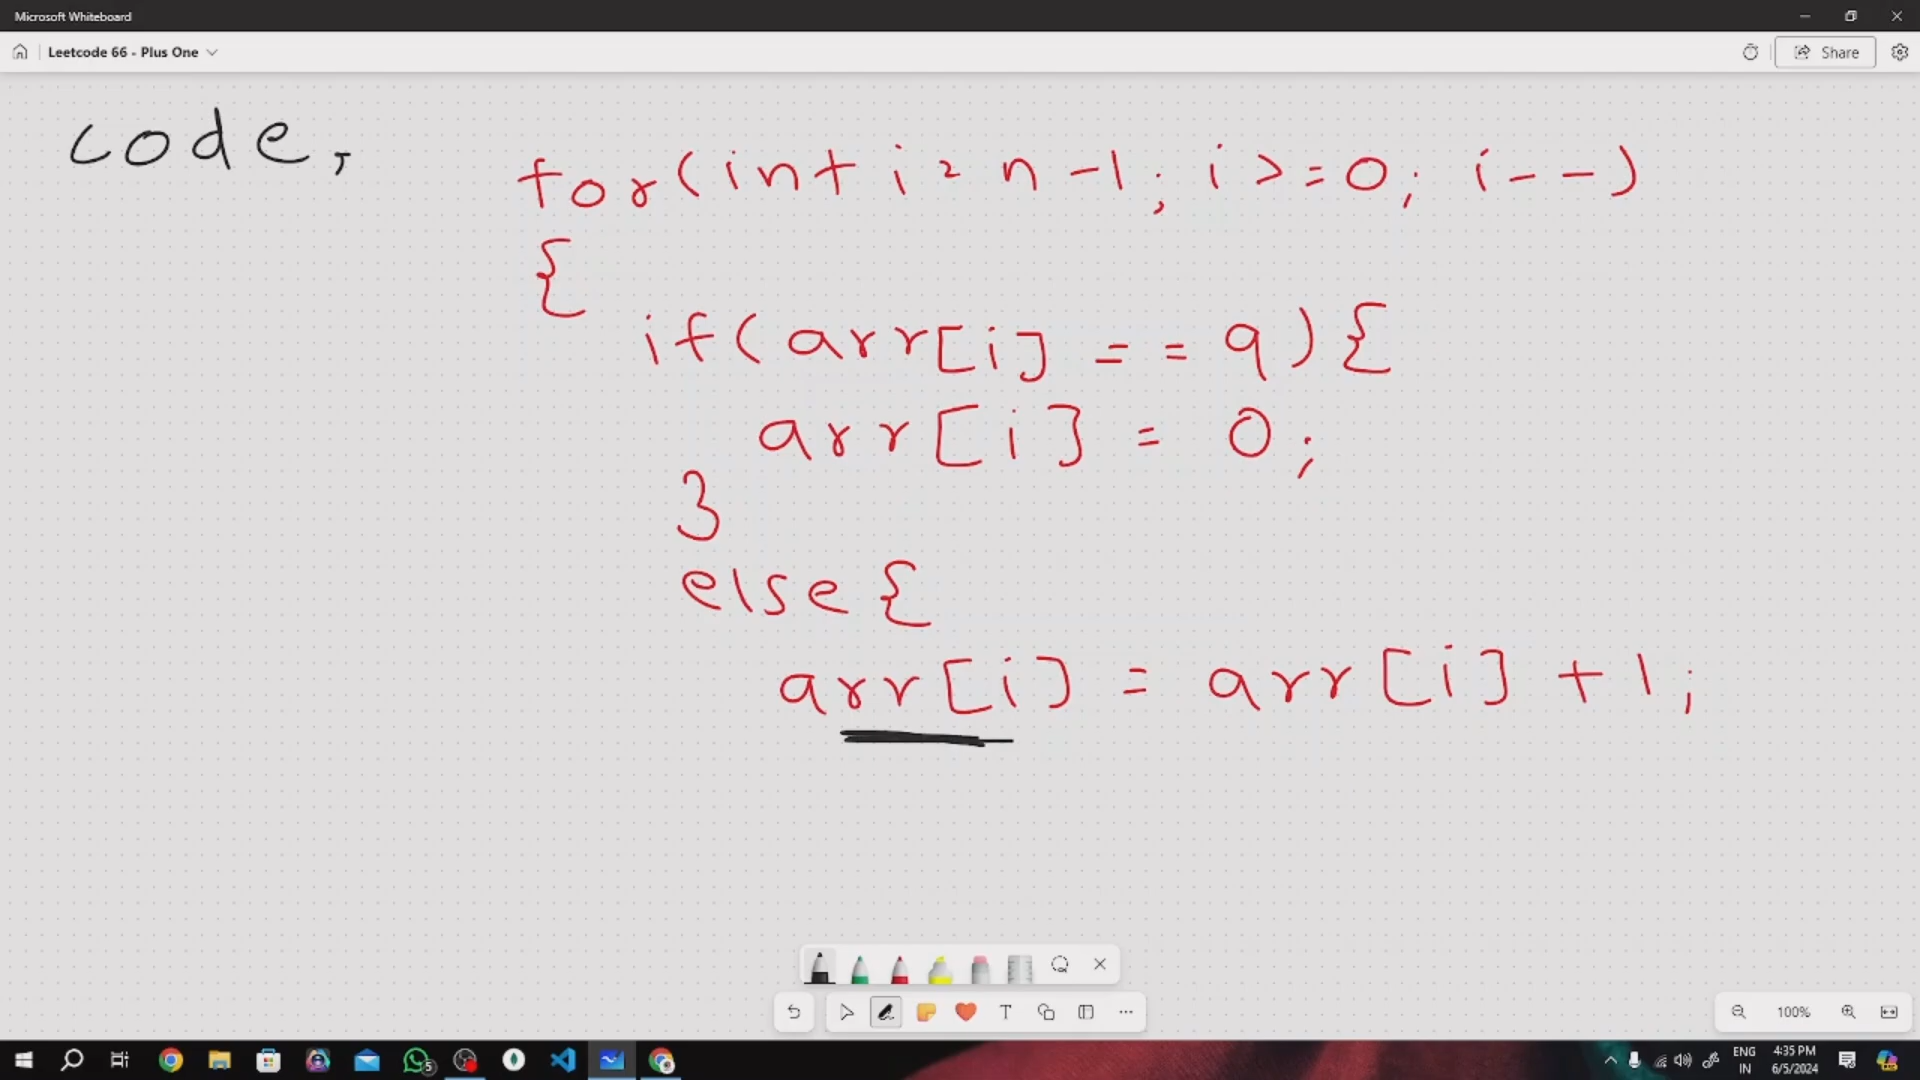 Microsoft Whiteboard
Leetcode 66 - Plus One
Share
code,
for(int i = n -1; i >=0; i--)
{
if(arr[i] == 9){
arr[i] = 0;
}
else{
arr[i] = arr[i] +1;
100%
5
ENG
IN
4:35 PM
6/5/2024